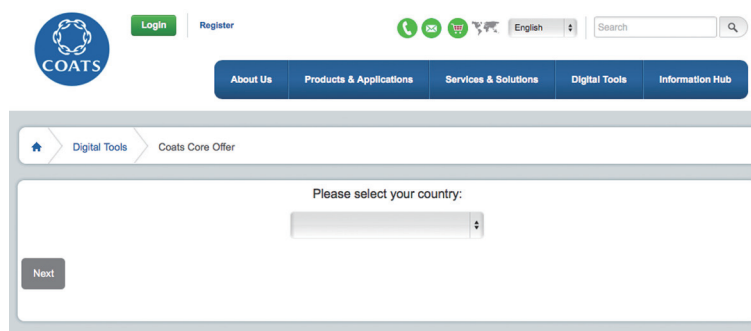 Login
Register
English
Search
COATS
About Us
Products & Applications
Services & Solutions
Digital Tools
Information Hub
Digital Tools
Coats Core Offer
Please select your country:
Next